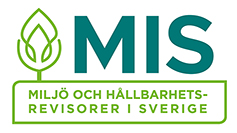 MIS
MILJÖ OCH HÅLLBARHETS-
REVISORER I SVERIGE